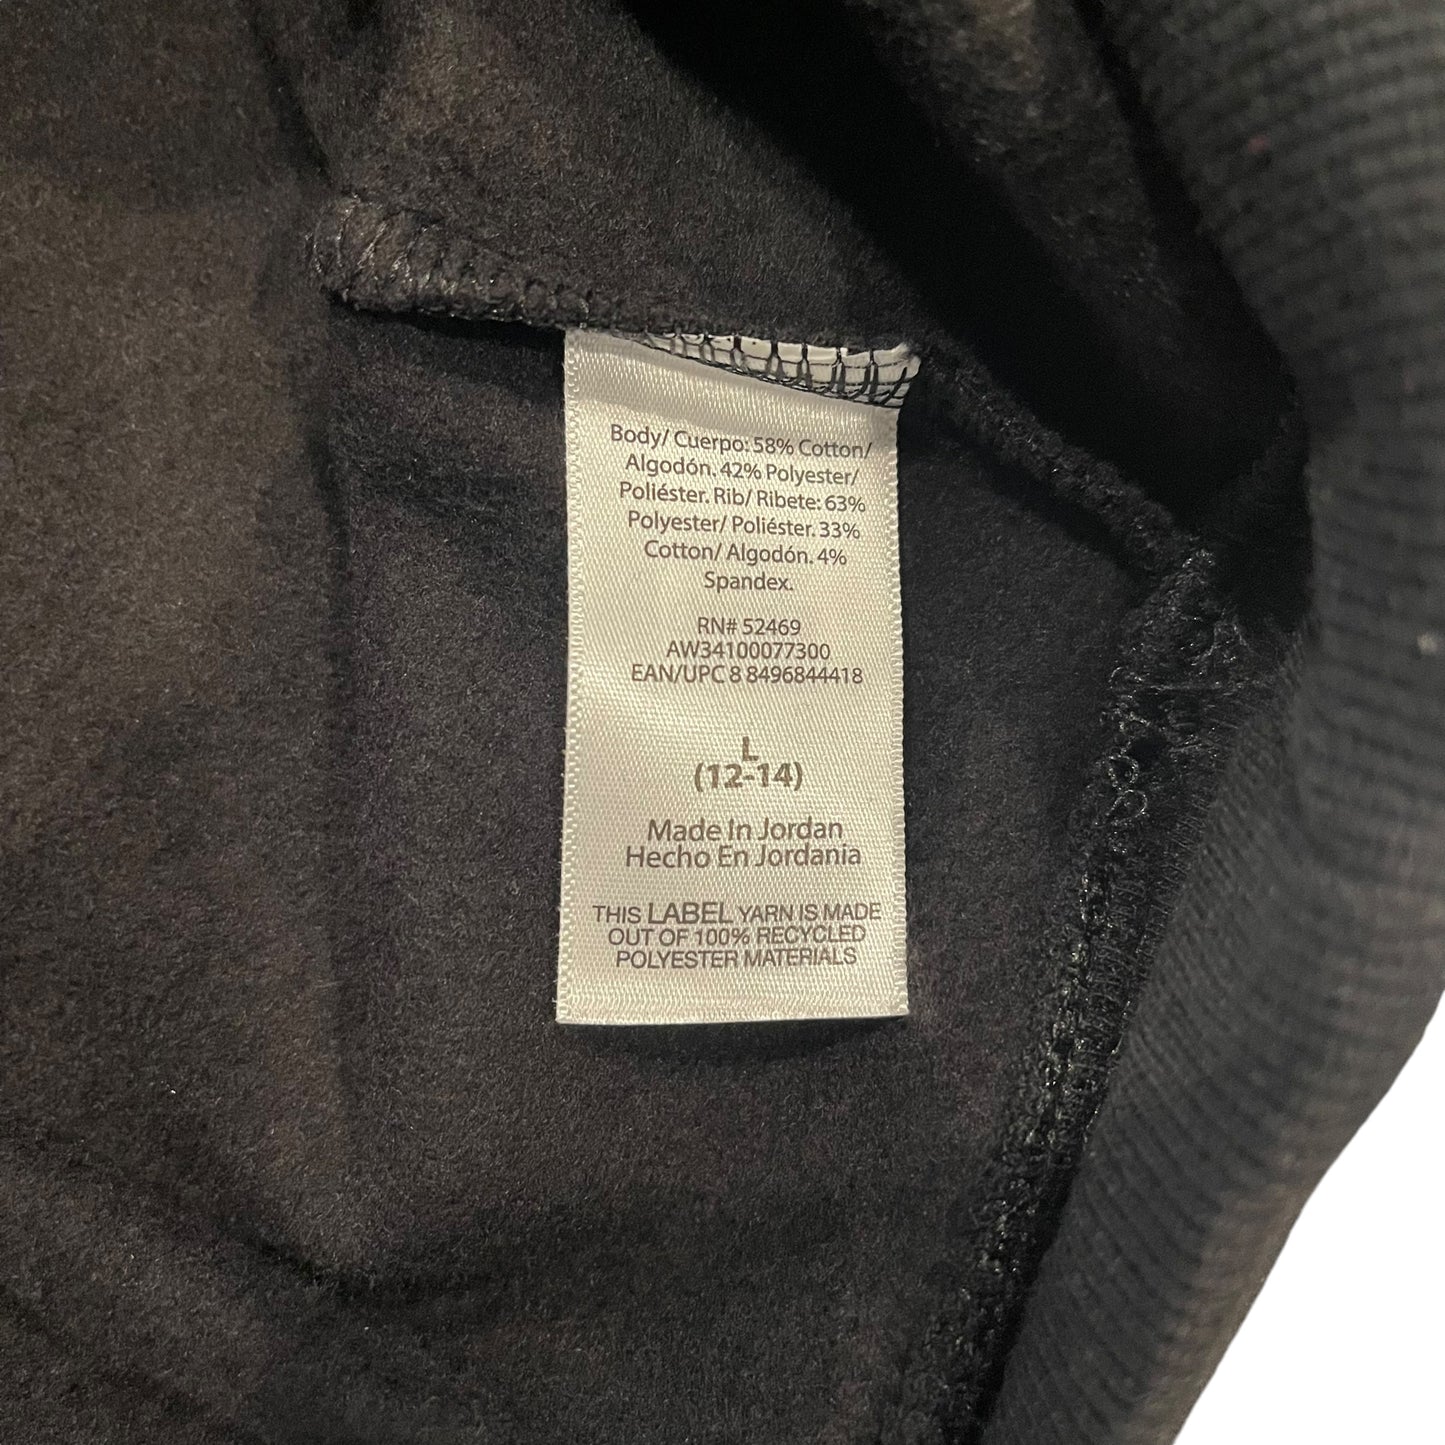 Body/ Cuerpo: 58% Cotton/
Algodón. 42% Polyester/
Poliéster. Rib/ Ribete: 63%
Polyester/ Poliéster. 33%
Cotton/ Algodón. 4%
Spandex.
RN# 52469
AW34100077300
EAN/UPC 8 8496844418
L
(12-14)
Made In Jordan
Hecho En Jordania
THIS LABEL YARN IS MADE
OUT OF 100% RECYCLED
POLYESTER MATERIALS